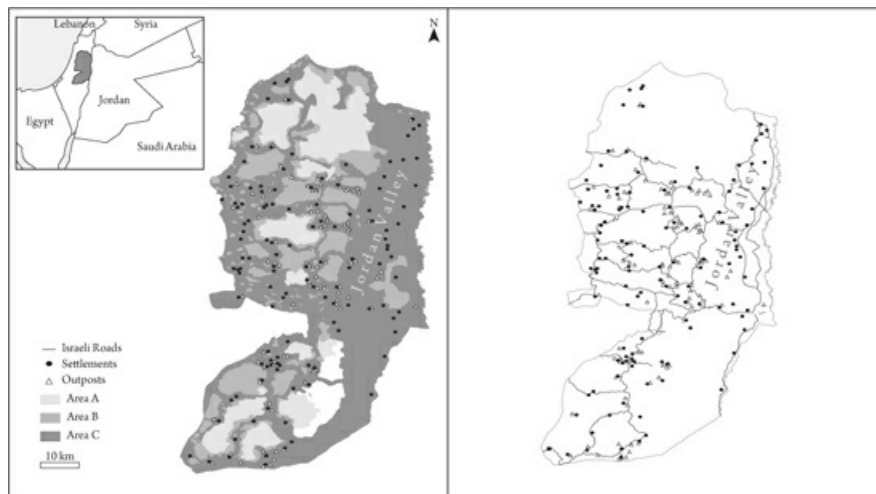 Lebanon
Syria
Egypt
Jordan
Saudi Arabia
N
Jordan Valley
Israeli Roads
Settlements
Outposts
Area A
Area B
Area C
10 km
Jordan Valley